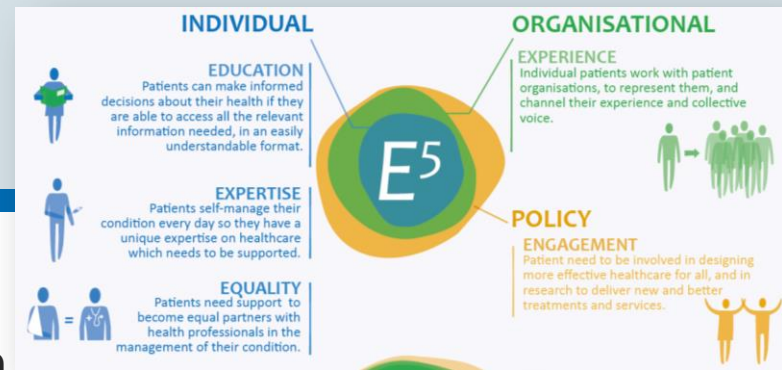 INDIVIDUAL
EDUCATION
Patients can make informed
decisions about their health if they
are able to access all the relevant
information needed, in an easily
understandable format.
EXPERTISE
Patients self-manage their
condition every day so they have a
unique expertise on healthcare
which needs to be supported.
EQUALITY
Patients need support to
become equal partners with
health professionals in the
management of their condition.
E5
ORGANISATIONAL
EXPERIENCE
Individual patients work with patient
organisations, to represent them, and
channel their experience and collective
voice.
POLICY
ENGAGEMENT
Patient need to be involved in designing
more effective healthcare for all, and in
research to deliver new and better
treatments and services.